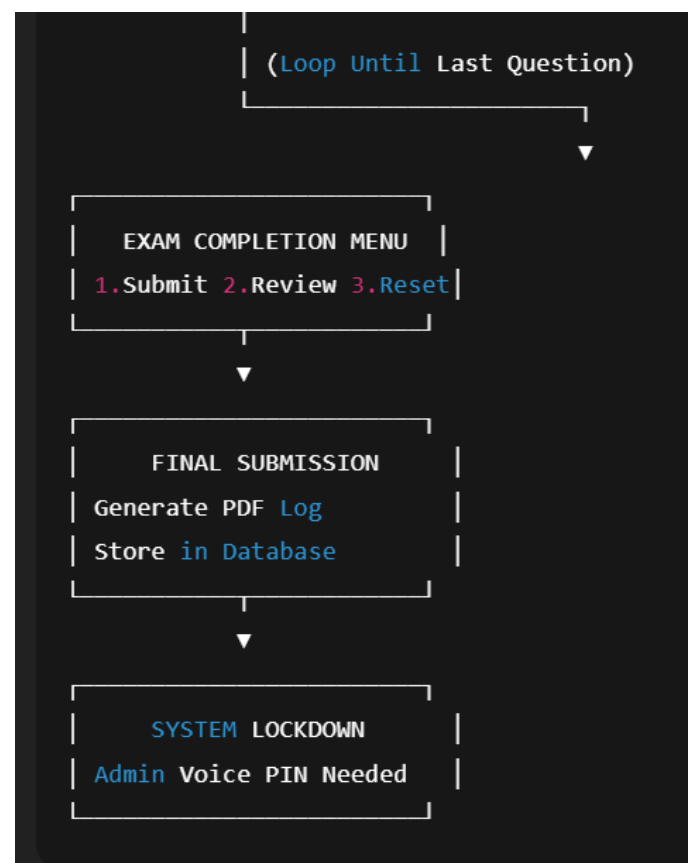 (Loop Until Last Question)
EXAM COMPLETION MENU
1.Submit 2.Review 3.Reset
FINAL SUBMISSION
Generate PDF Log
Store in Database
SYSTEM LOCKDOWN
Admin Voice PIN Needed